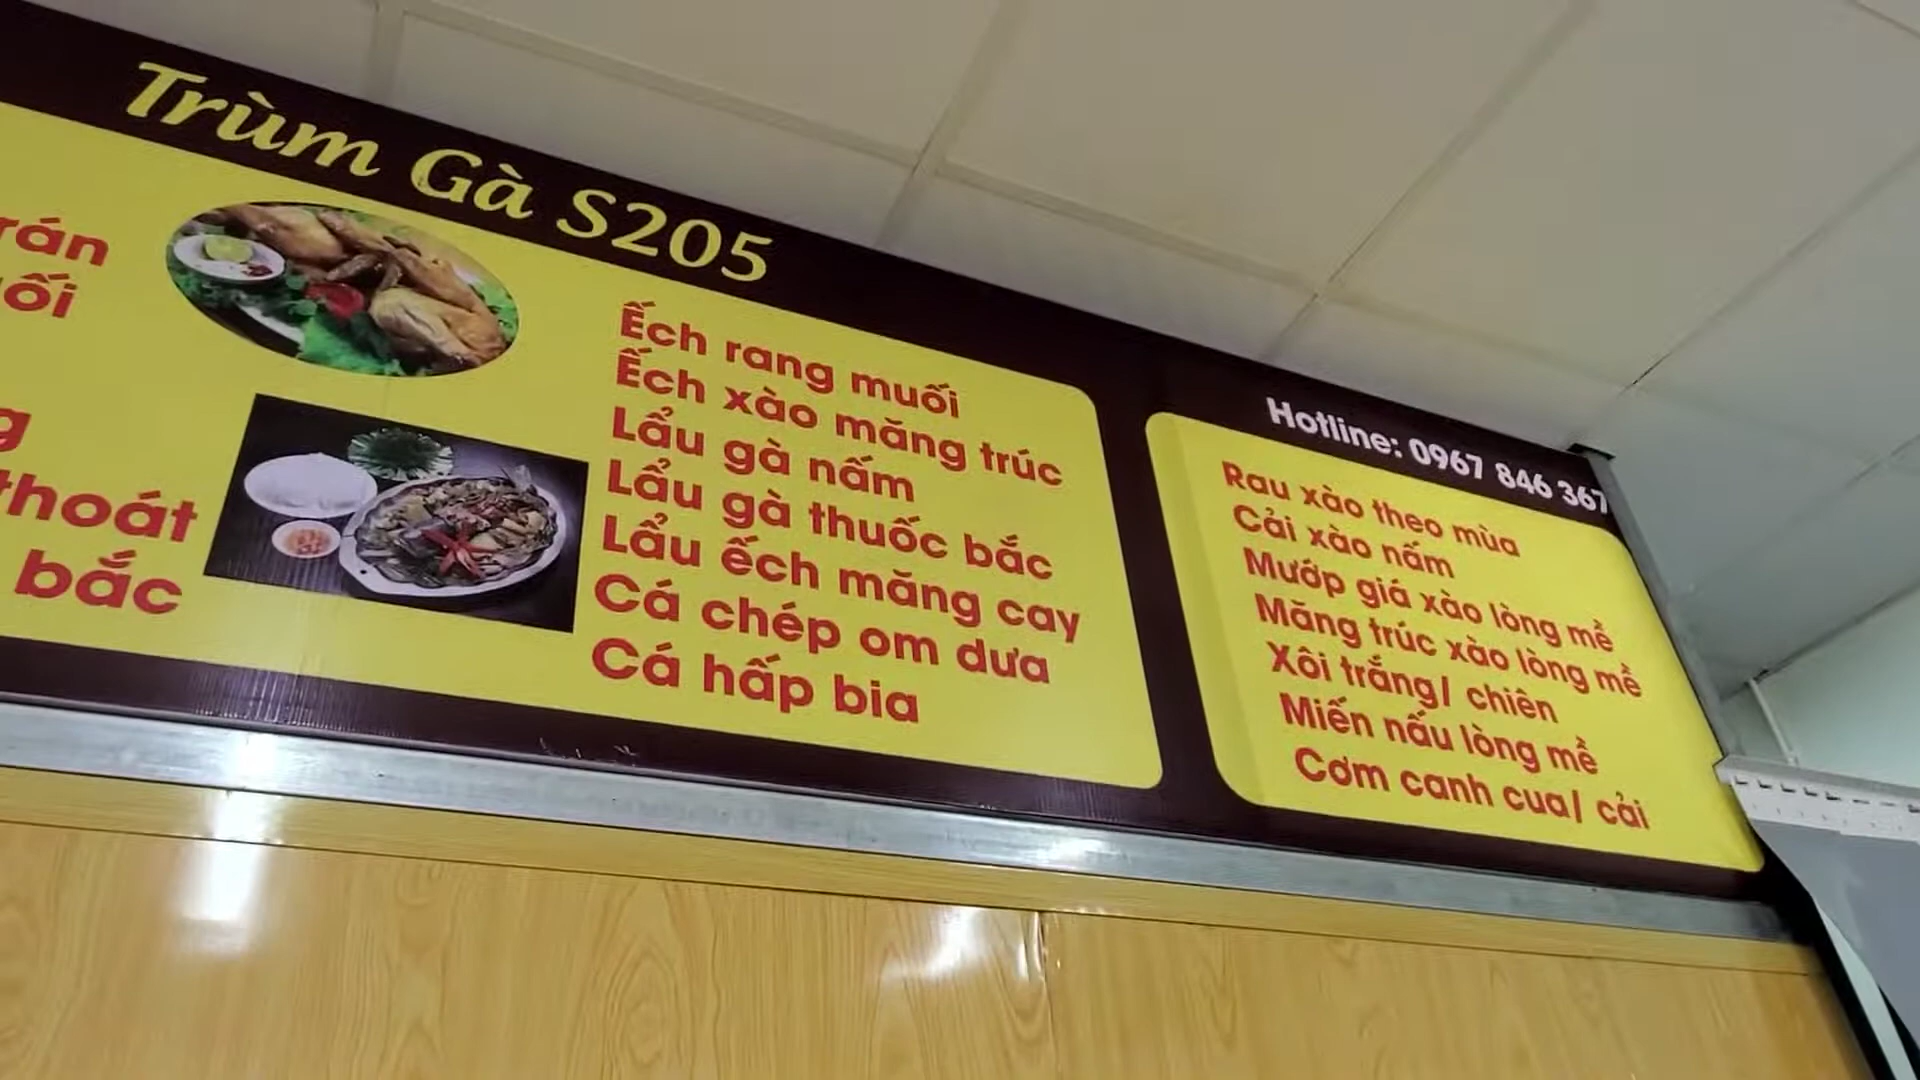 Trùm Gà S205
rán
thoát
bắc
Ếch rang muối
Ếch xào măng trúc
Lẩu gà nấm
Lẩu gà thuốc bắc
Lẩu ếch măng cay
Cá chép om dưa
Cá hấp bia
Hotline: 0967 846 367
Rau xào theo mùa
Cải xào nấm
Mướp giá xào lòng mề
Măng trúc xào lòng mề
Xôi trắng/ chiên
Miến nấu lòng mề
Cơm canh cua/ cải